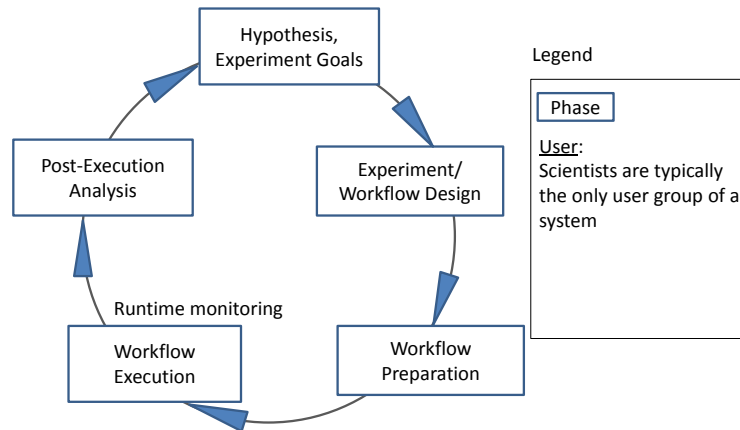 Hypothesis,
Experiment Goals
Legend
Phase
User:
Scientists are typically
the only user group of a
system
Post-Execution
Analysis
Experiment/
Workflow Design
Runtime monitoring
Workflow
Execution
Workflow
Preparation